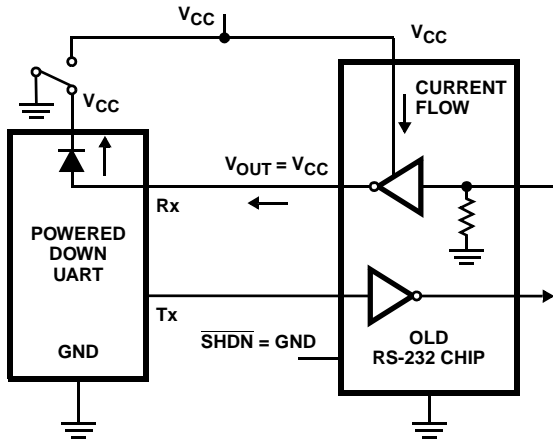 VCC
VCC
VCC
CURRENT
FLOW
VOUT = VCC
Rx
POWERED
DOWN
UART
Tx
SHDN = GND
GND
OLD
RS-232 CHIP